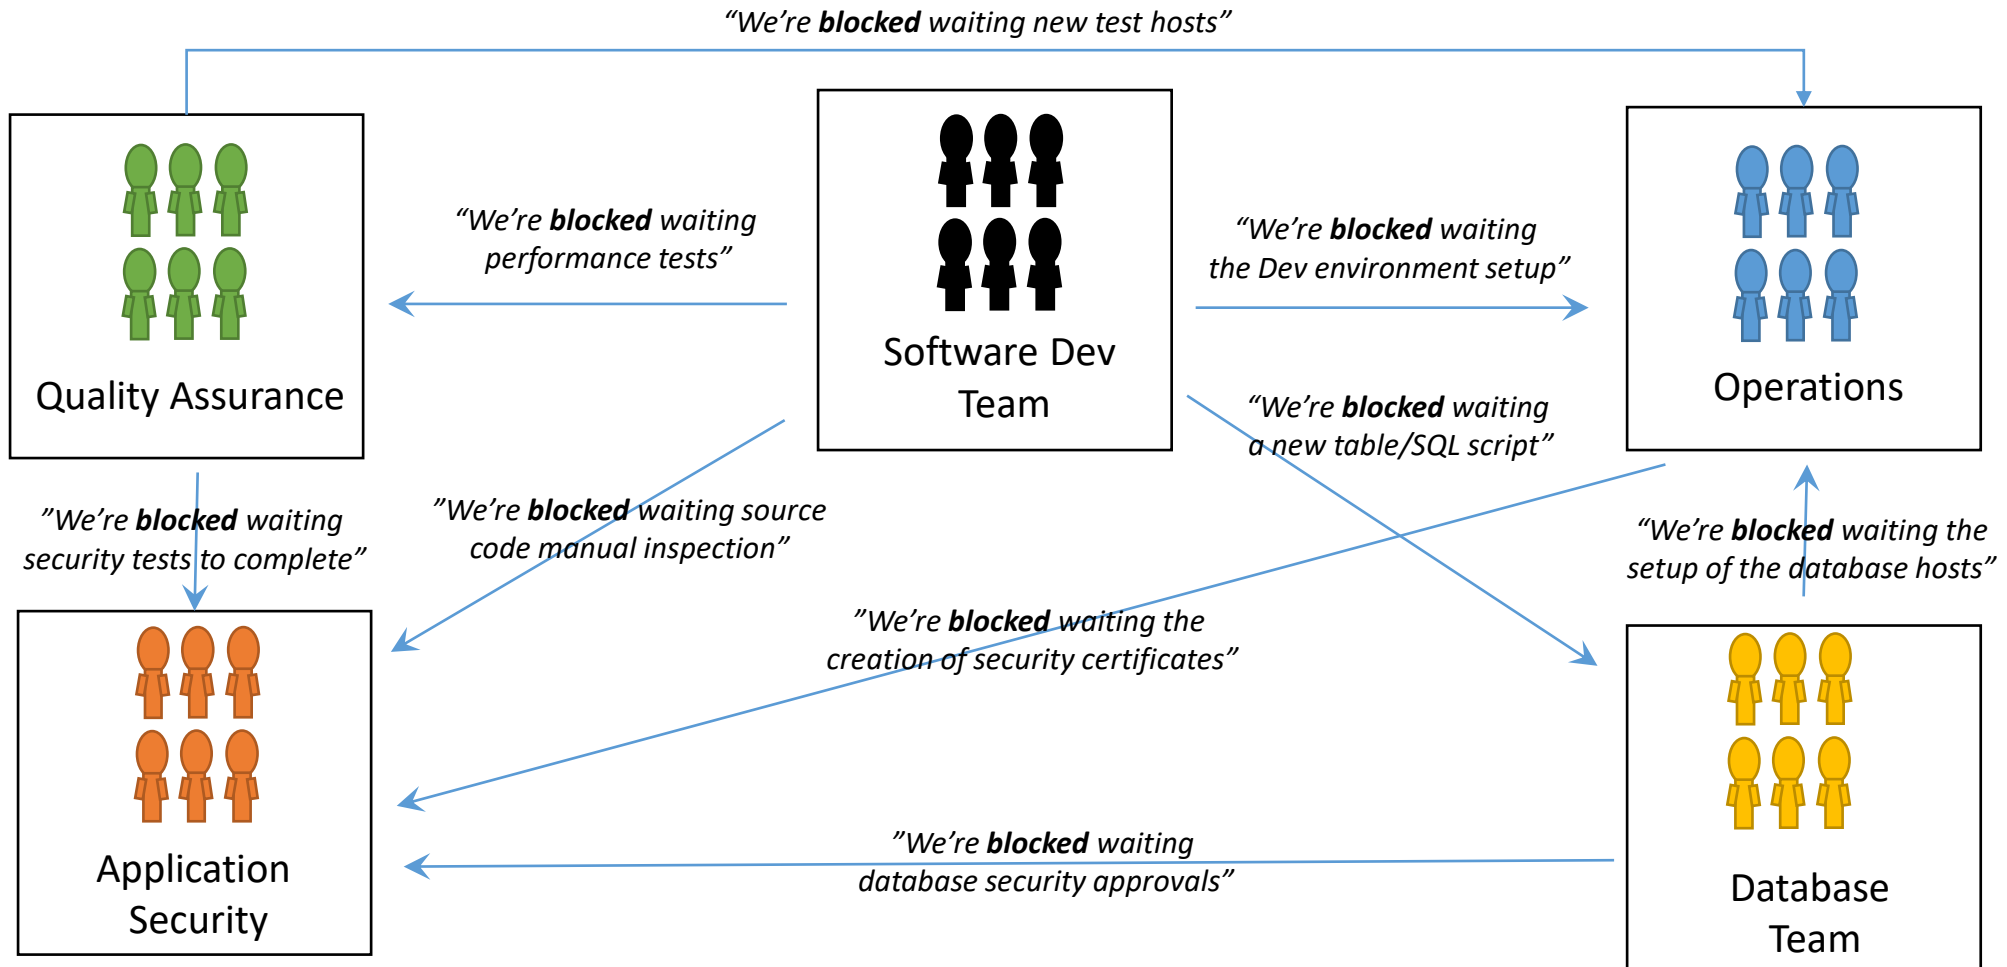 “We’re blocked waiting new test hosts”
“We’re blocked waiting
performance tests”
“We’re blocked waiting
the Dev environment setup”
Quality Assurance
Software Dev
Team
Operations
“We’re blocked waiting
a new table/SQL script”
”We’re blocked waiting
security tests to complete”
”We’re blocked waiting source
code manual inspection”
“We’re blocked waiting the
setup of the database hosts”
”We’re blocked waiting the
creation of security certificates”
”We’re blocked waiting
database security approvals”
Application
Security
Database
Team